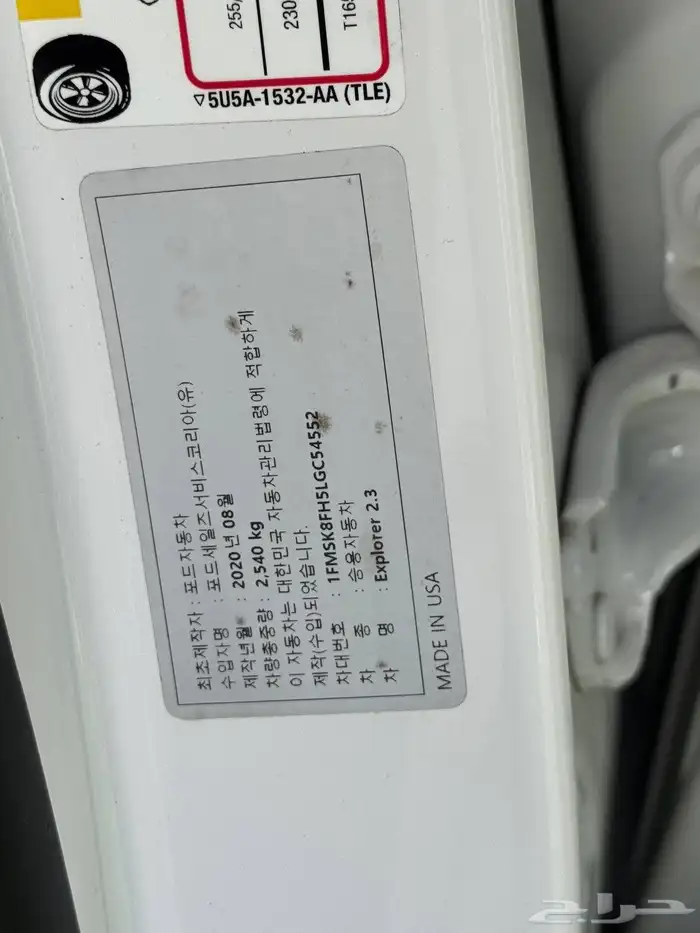 255,
230
T165
▽5U5A-1532-AA (TLE)
최초제작자 : 포드자동차
수입자명 : 포드세일즈서비스코리아(유)
제작년월 : 2020년 08월
차량총중량 : 2,540 kg
이 자동차는 대한민국 자동차관리법령에 적합하게
제작(수입)되었습니다.
차대번호 : 1FMSK8FH5LGC54552
차 종 : 승용자동차
차 명 : Explorer 2.3
MADE IN USA
حراج